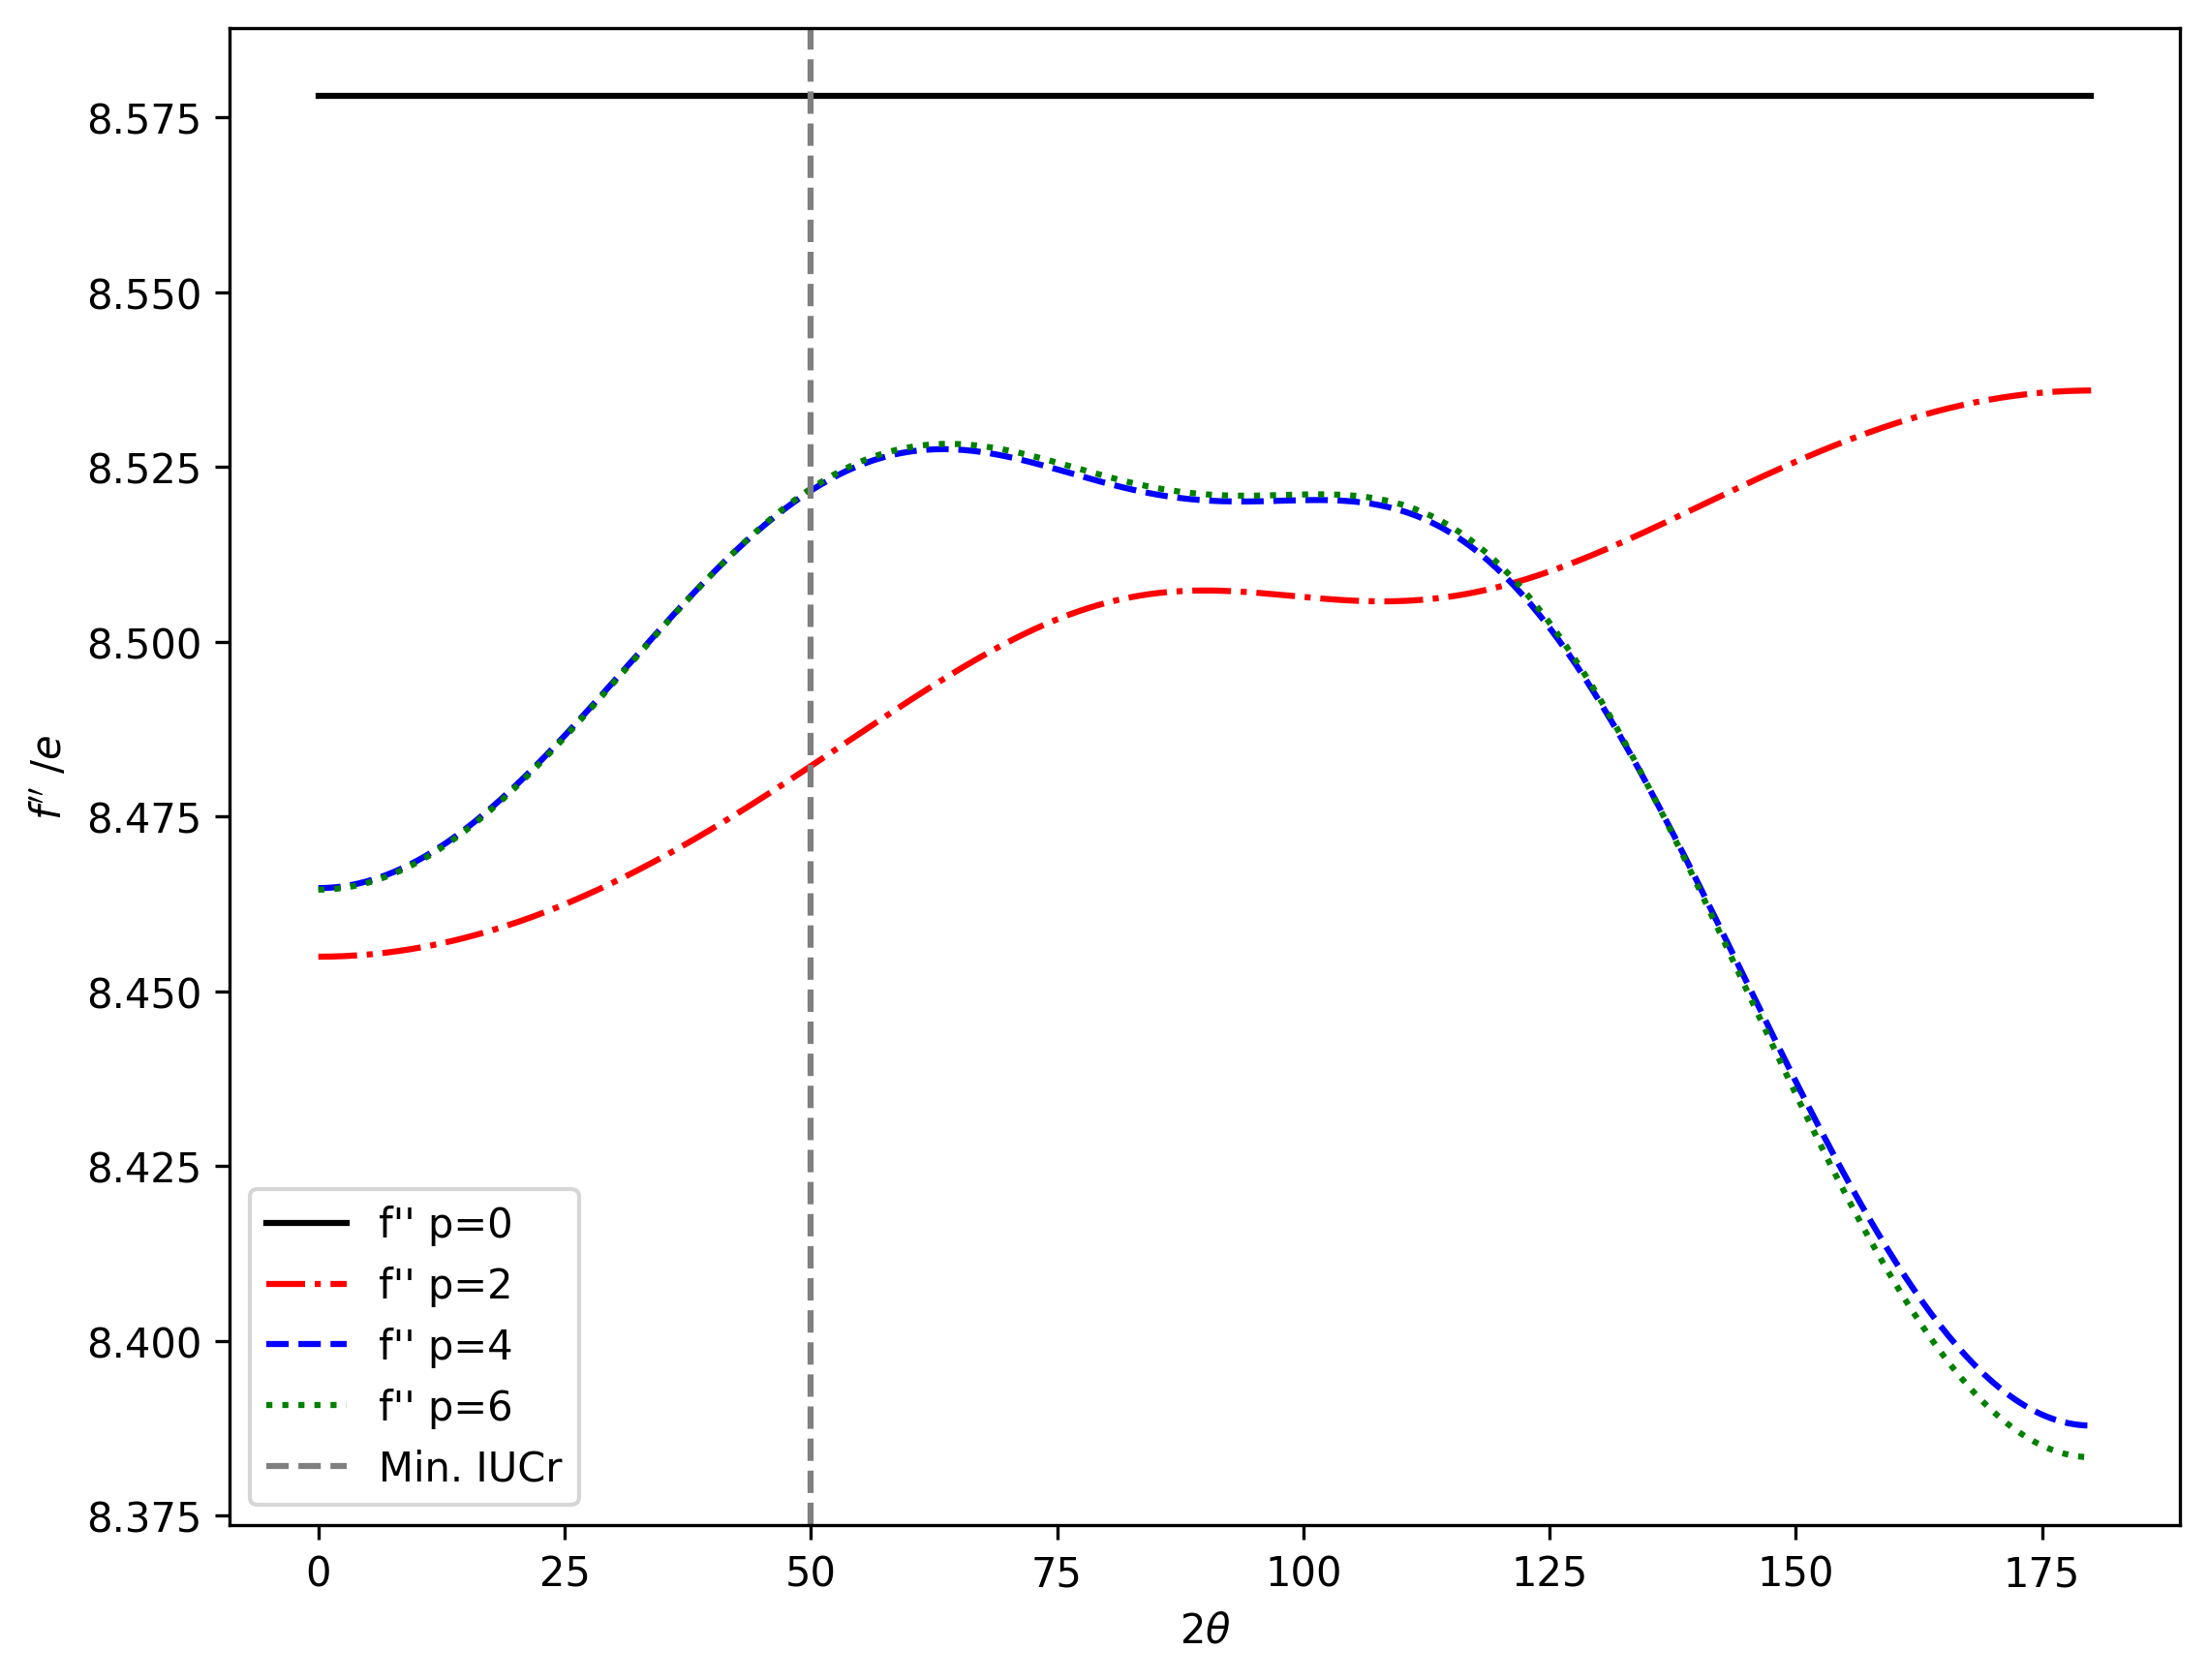 8.575
8.550
8.525
8.500
8.475
8.450
8.425
8.400
8.375
f'' /e
f'' p=0
f'' p=2
f'' p=4
f'' p=6
Min. IUCr
0 25 50 75 100 125 150 175
2θ